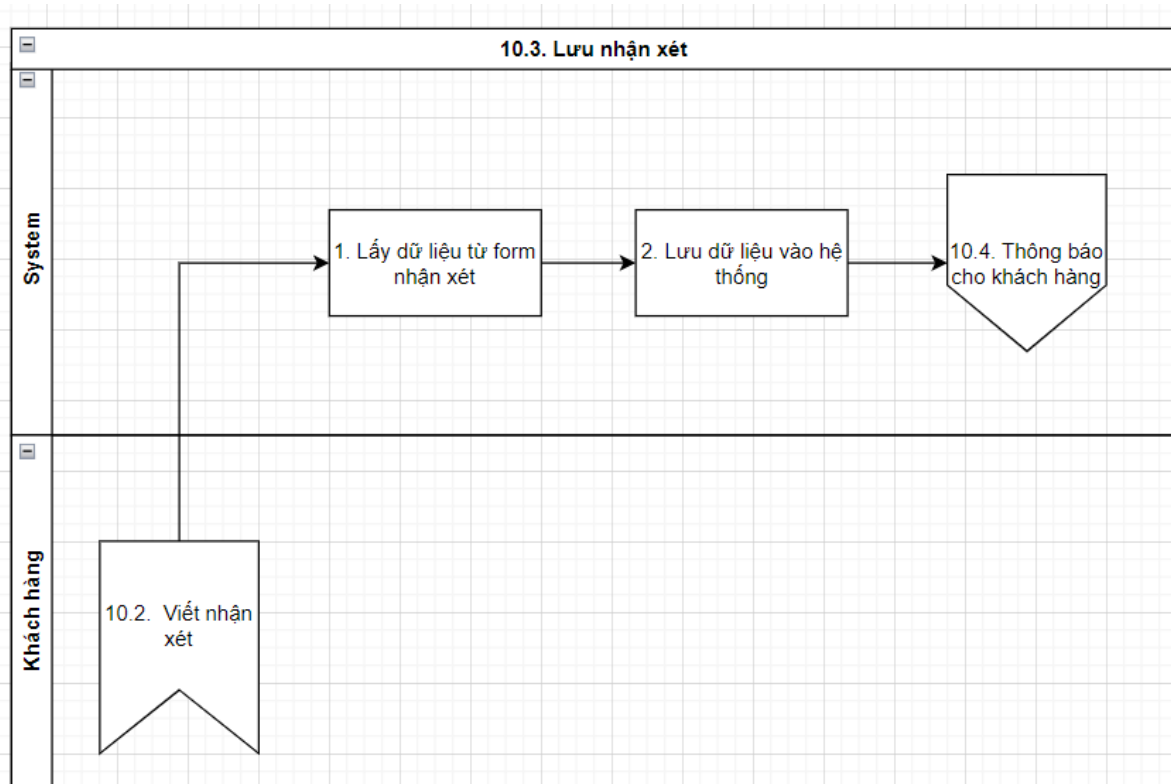 10.3. Lưu nhận xét
System
1. Lấy dữ liệu từ form
nhận xét
2. Lưu dữ liệu vào hệ
thống
10.4. Thông báo
cho khách hàng
Khách hàng
10.2. Viết nhận
xét